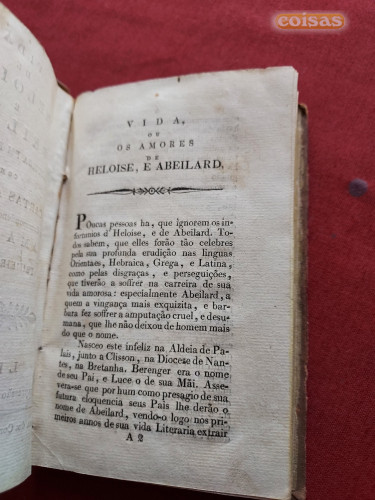 coisas
VIDA,
OU
OS AMORES
DE
HELOISE, E ABEILARD.
POucas pessoas ha, que ignorem os in-
fortunios d'Heloise, e de Abeilard. To-
dos sabem, que elles forão tão celebres
pela sua profunda erudição nas linguas
Orientaes, Hebraica, Grega, e Latina,
como pelas disgraças, e perseguições,
que tiverão a soffrer na carreira de sua
vida amorosa: especialmente Abeilard, a
quem a vingança mais exquizita, e bar-
bara fez soffrer a amputação cruel, e desu-
mana, que lhe não deixou de homem mais
do que o nome.
Nasceo este infeliz na Aldeia de Pa-
lais, junto a Clisson, na Diocese de Nan-
tes, na Bretanha. Berenger era o nome
de seu Pai, e Luce o de sua Mãi. Asse-
vera-se que por hum como presagio de sua
futura eloquencia seus Pais lhe derão o
nome de Abeilard, vendo-o logo nos pri-
meiros annos de sua vida Literaria extrair
A 2